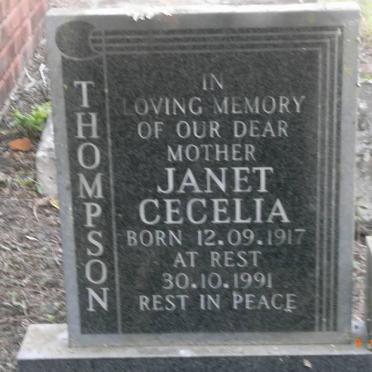 THOMPSON
IN
LOVING MEMORY
OF OUR DEAR
MOTHER
JANET
CECELIA
BORN 12.09.1917
AT REST
30.10.1991
REST IN PEACE